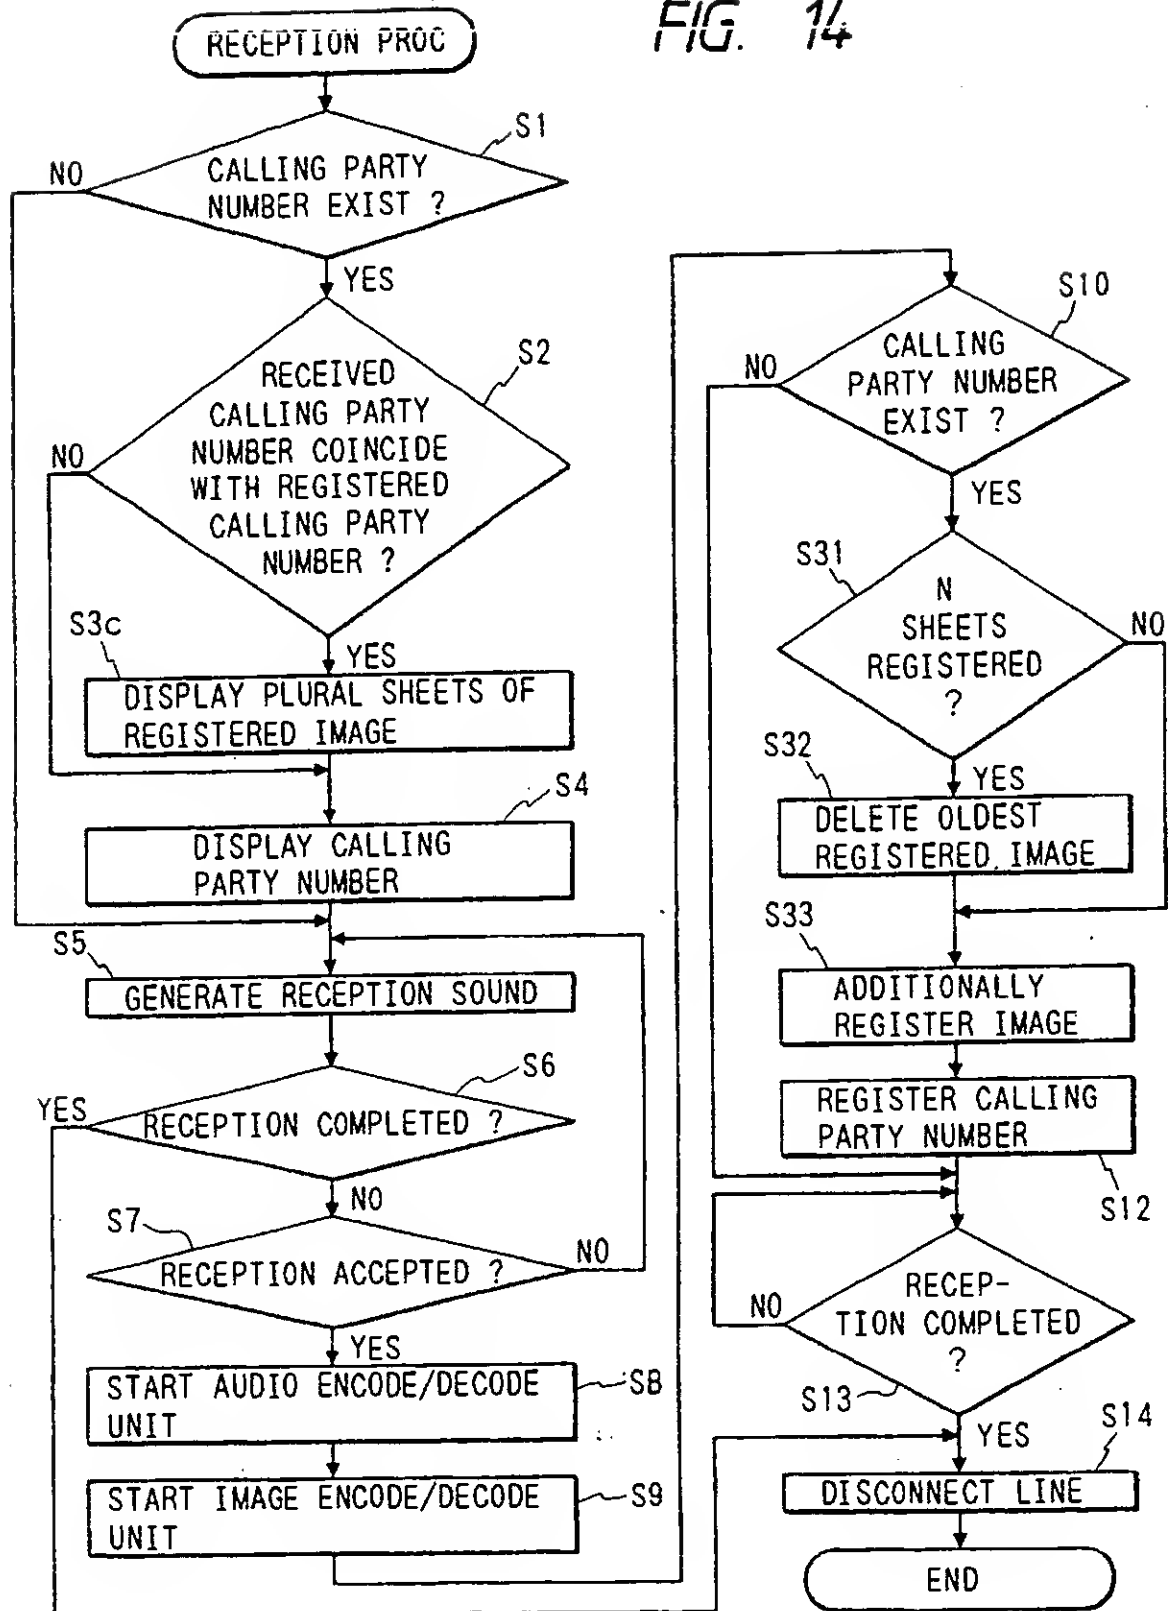 FIG. 14
RECEPTION PROC
S1
CALLING PARTY
NUMBER EXIST ?
NO
YES
S2
RECEIVED
CALLING PARTY
NUMBER COINCIDE
WITH REGISTERED
CALLING PARTY
NUMBER ?
NO
YES
S3c
DISPLAY PLURAL SHEETS OF
REGISTERED IMAGE
S4
DISPLAY CALLING
PARTY NUMBER
S5
GENERATE RECEPTION SOUND
S6
YES
RECEPTION COMPLETED ?
NO
S7
RECEPTION ACCEPTED ?
NO
YES
START AUDIO ENCODE/DECODE
UNIT
S8
START IMAGE ENCODE/DECODE
UNIT
S9
S10
CALLING
PARTY NUMBER
EXIST ?
NO
YES
S31
N
SHEETS
REGISTERED
?
NO
YES
S32
DELETE OLDEST
REGISTERED IMAGE
S33
ADDITIONALLY
REGISTER IMAGE
REGISTER CALLING
PARTY NUMBER
S12
RECEP-
TION COMPLETED
?
NO
S13
YES
S14
DISCONNECT LINE
END